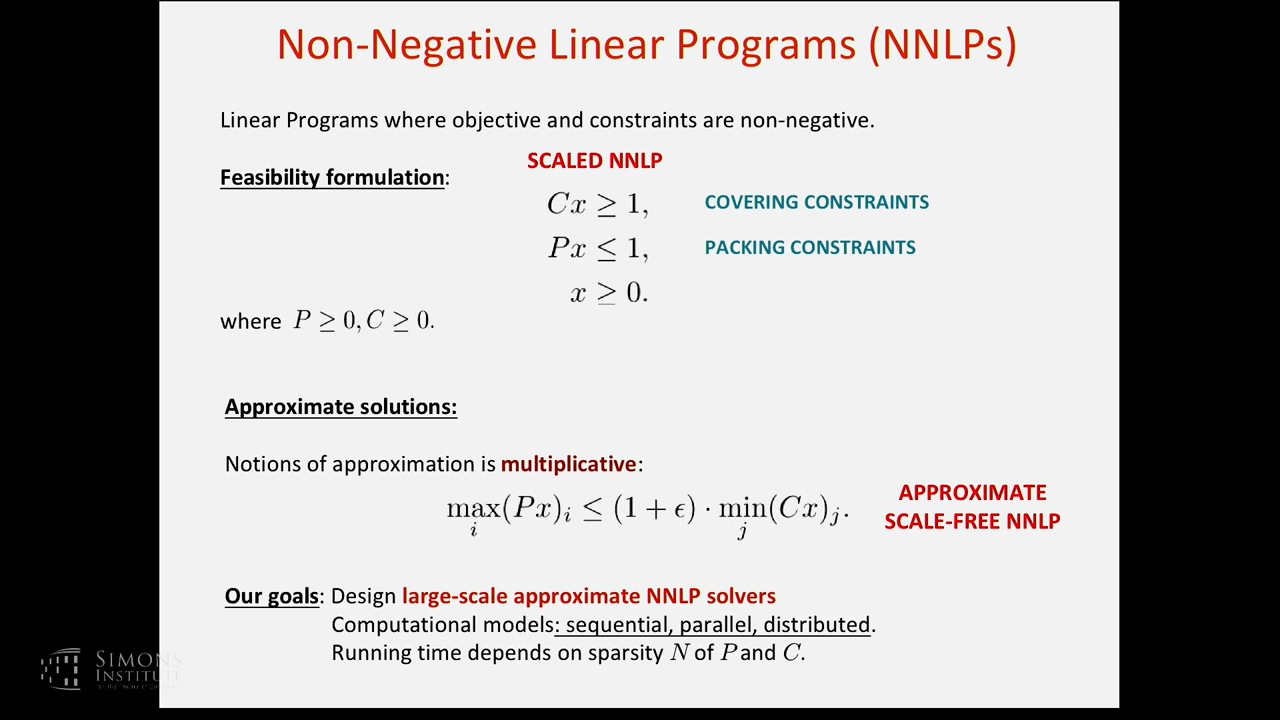 Non-Negative Linear Programs (NNLPs)
Linear Programs where objective and constraints are non-negative.
SCALED NNLP
Feasibility formulation:
Cx ≥ 1, COVERING CONSTRAINTS
Px ≤ 1, PACKING CONSTRAINTS
x ≥ 0.
where P ≥ 0, C ≥ 0.
Approximate solutions:
Notions of approximation is multiplicative:
max_i (Px)_i ≤ (1 + ϵ) · min_j (Cx)_j.
APPROXIMATE
SCALE-FREE NNLP
Our goals: Design large-scale approximate NNLP solvers
Computational models: sequential, parallel, distributed.
Running time depends on sparsity N of P and C.
SIMONS
INSTITUTE